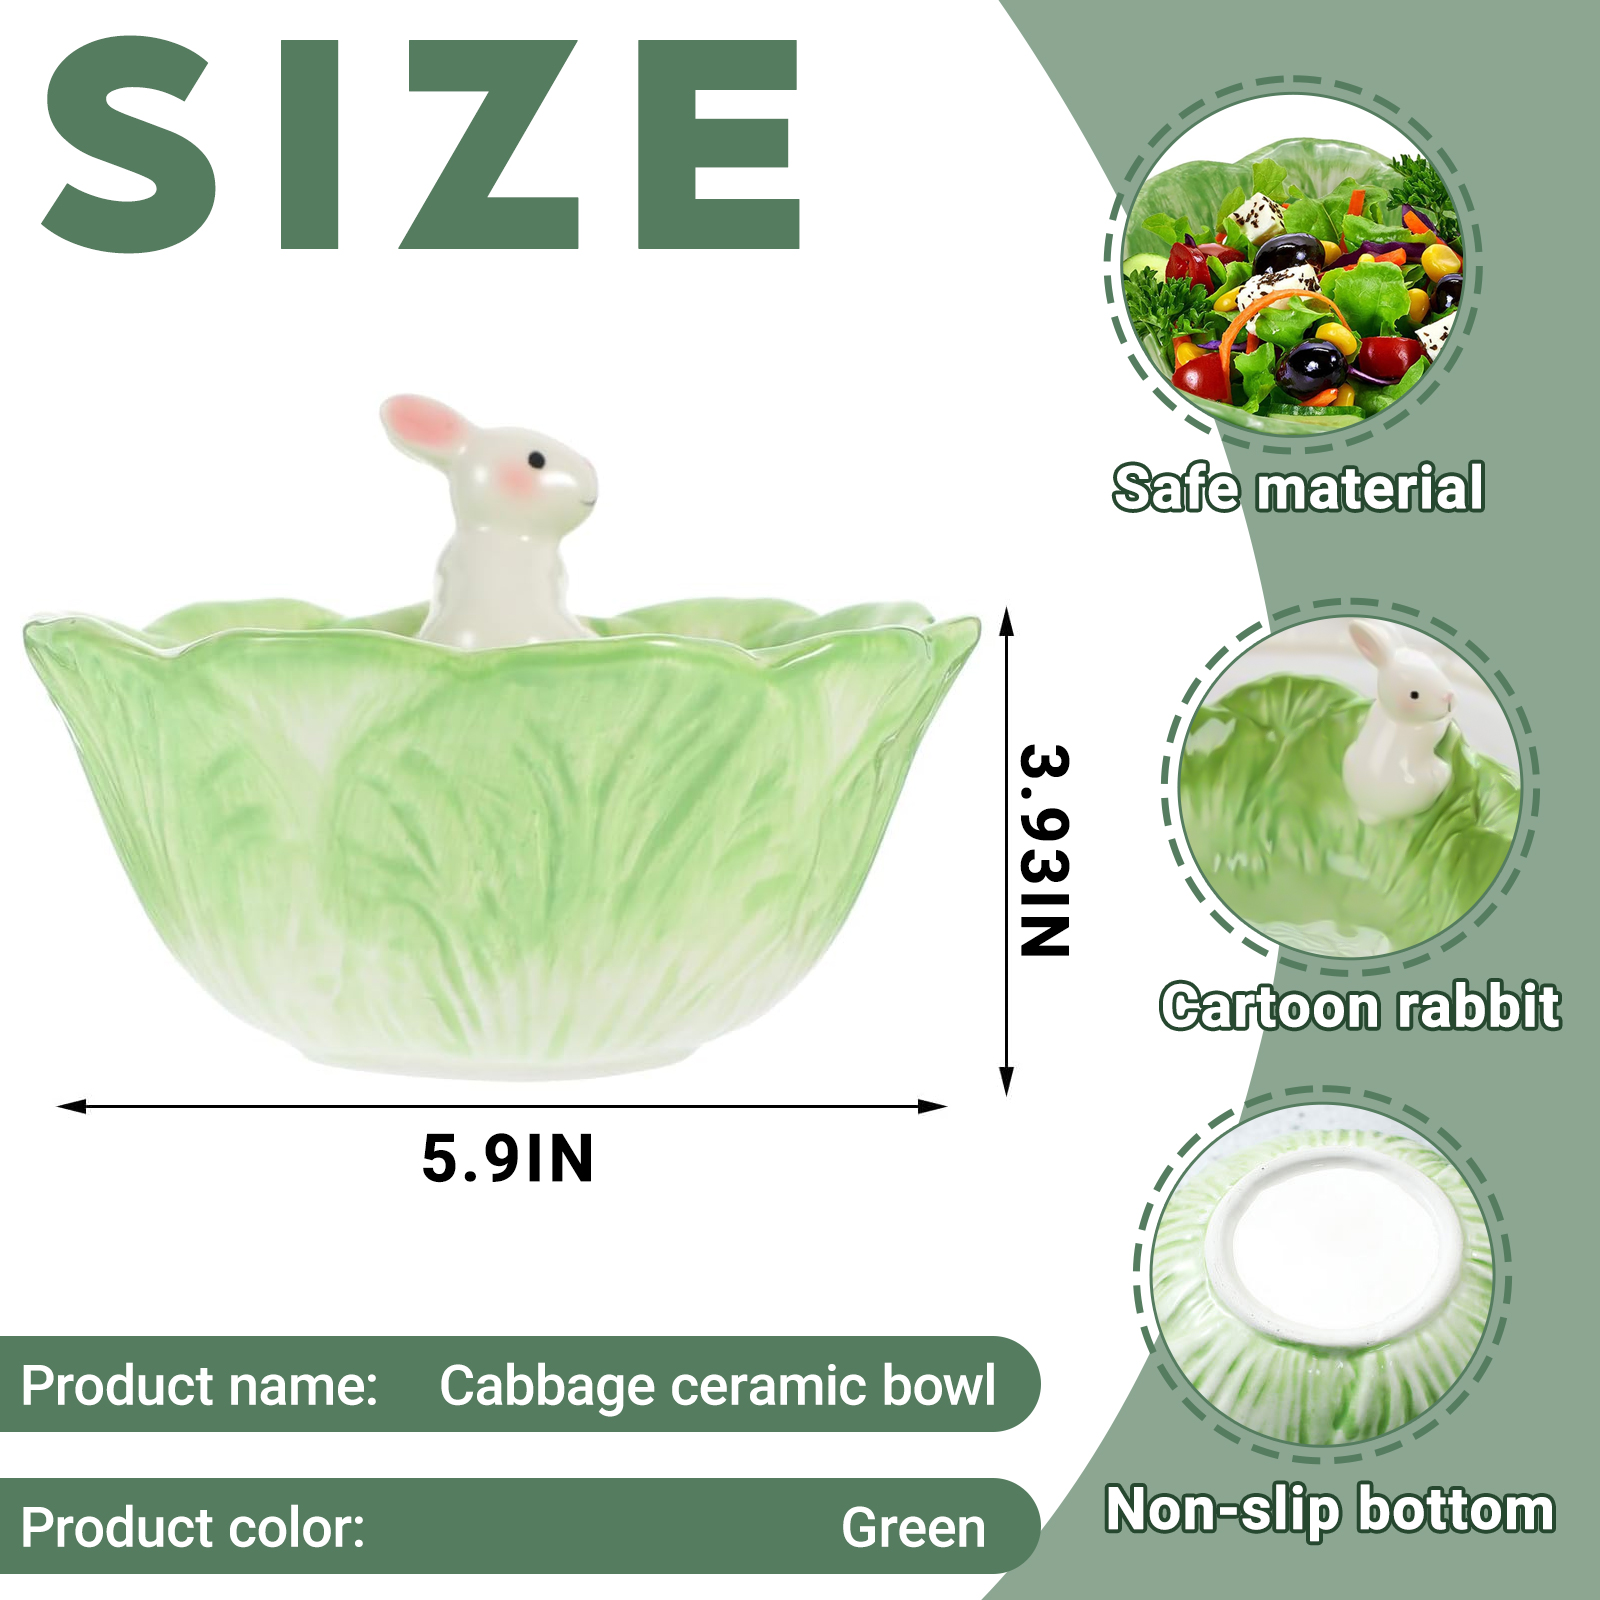 SIZE
Safe material
3.93IN
Cartoon rabbit
5.9IN
Product name: Cabbage ceramic bowl
Product color: Green
Non-slip bottom